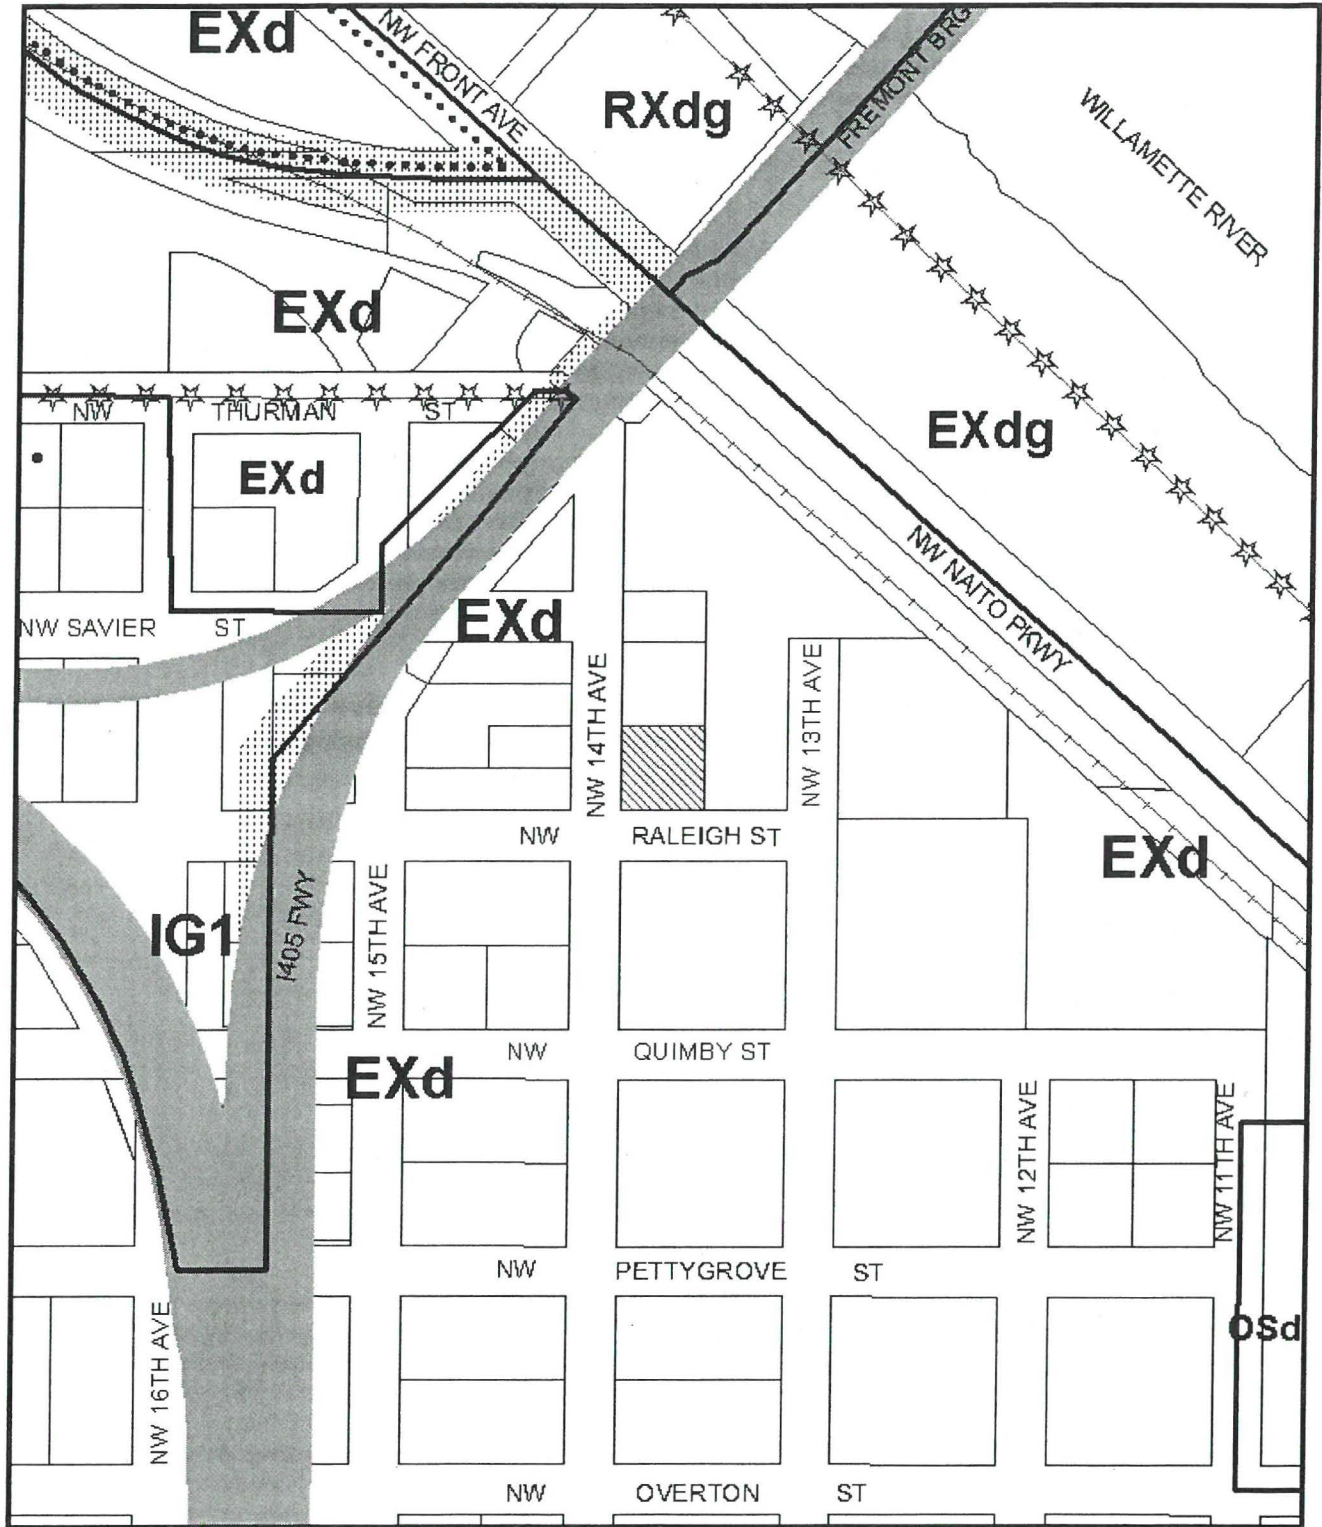 EXd
NW FRONT AVE
RXdg
FREMONT BRG
WILLAMETTE RIVER
EXd
NW THURMAN ST
EXd
EXdg
NW NAITO PKWY
NW SAVIER ST
EXd
NW 14TH AVE
NW 13TH AVE
NW RALEIGH ST
EXd
IG1
I405 FWY
NW 15TH AVE
NW QUIMBY ST
EXd
NW 12TH AVE
NW 11TH AVE
NW PETTYGROVE ST
OSd
NW 16TH AVE
NW OVERTON ST